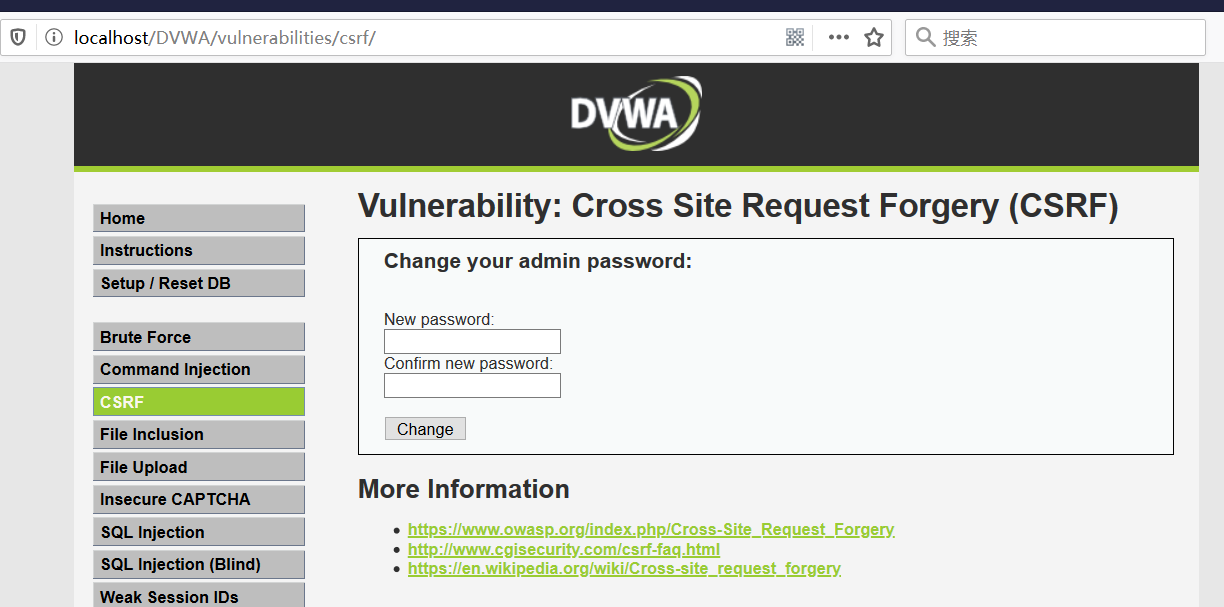 localhost/DVWA/vulnerabilities/csrf/
搜索
DVWA
Home
Instructions
Setup / Reset DB
Brute Force
Command Injection
CSRF
File Inclusion
File Upload
Insecure CAPTCHA
SQL Injection
SQL Injection (Blind)
Weak Session IDs
Vulnerability: Cross Site Request Forgery (CSRF)
Change your admin password:
New password:
Confirm new password:
Change
More Information
https://www.owasp.org/index.php/Cross-Site_Request_Forgery
http://www.cgisecurity.com/csrf-faq.html
https://en.wikipedia.org/wiki/Cross-site_request_forgery